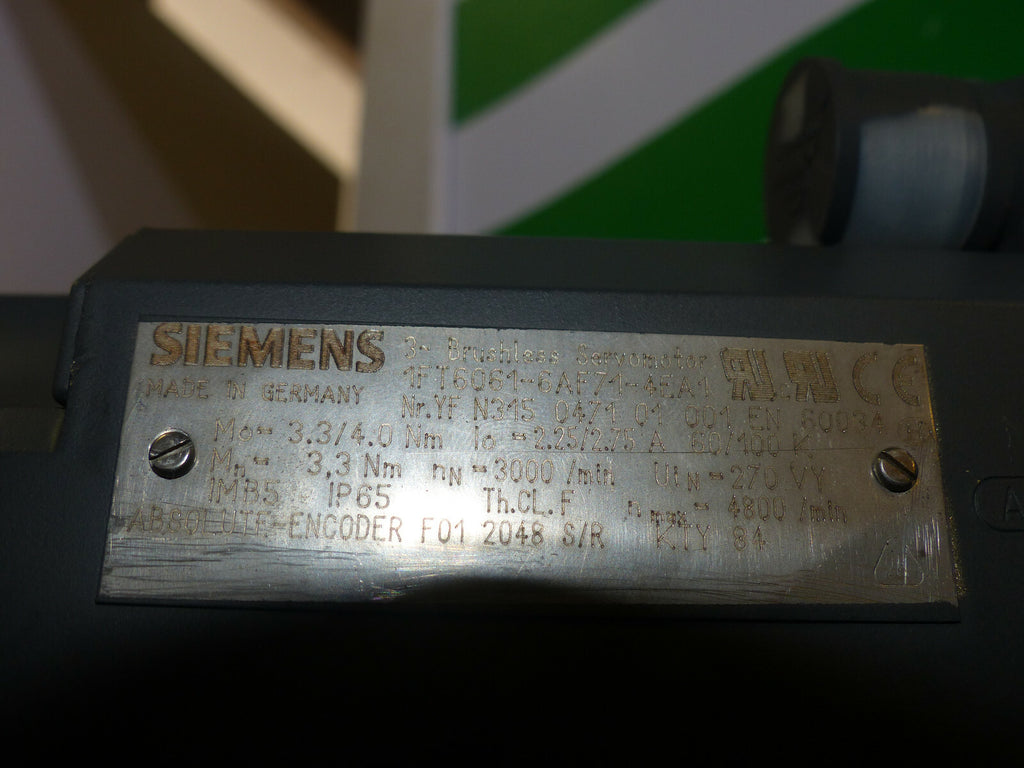 SIEMENS
3~ Brushless Servomotor
1FT6061-6AF71-4EA1
MADE IN GERMANY
Nr.YF N315 0471 01 001 EN 60034
Mo= 3.3/4.0 Nm Io =2.25/2.75 A 60/100 K
Mn= 3,3 Nm nN =3000 /min UiN =270 VY
IMB5 IP65 Th.CL.F nmax= 4800 /min
ABSOLUTE-ENCODER F01 2048 S/R KTY 84